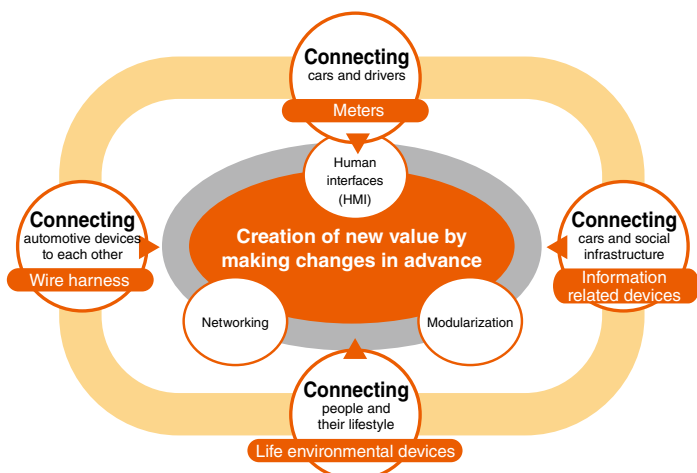 Connecting
cars and drivers
Meters
Human
interfaces
(HMI)
Connecting
automotive devices
to each other
Wire harness
Creation of new value by
making changes in advance
Connecting
cars and social
infrastructure
Information
related devices
Networking
Modularization
Connecting
people and
their lifestyle
Life environmental devices